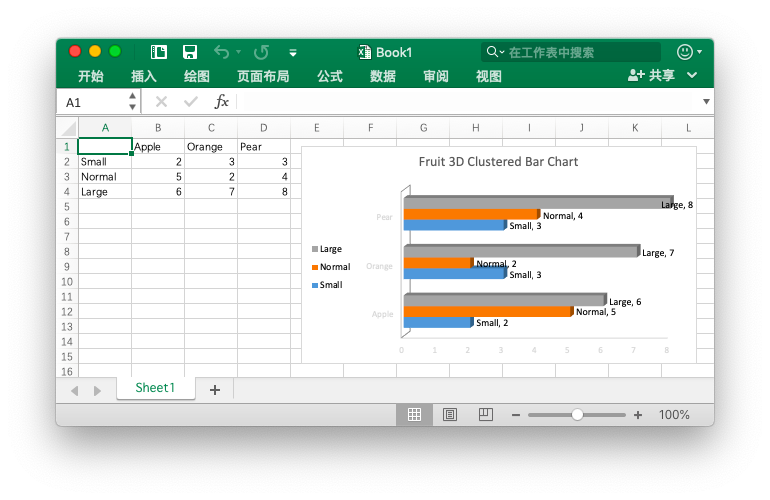 Book1
在工作表中搜索
开始 插入 绘图 页面布局 公式 数据 审阅 视图 共享
A1 fx
A B C D E F G H I J K L
1 Apple Orange Pear
2 Small 2 3 3
3 Normal 5 2 4
4 Large 6 7 8
5
6
7
8
9
10
11
12
13
14
15
16
Fruit 3D Clustered Bar Chart
Large
Normal
Small
Pear
Large, 8
Normal, 4
Small, 3
Orange
Large, 7
Normal, 2
Small, 3
Apple
Large, 6
Normal, 5
Small, 2
0 1 2 3 4 5 6 7 8
Sheet1 +
100%